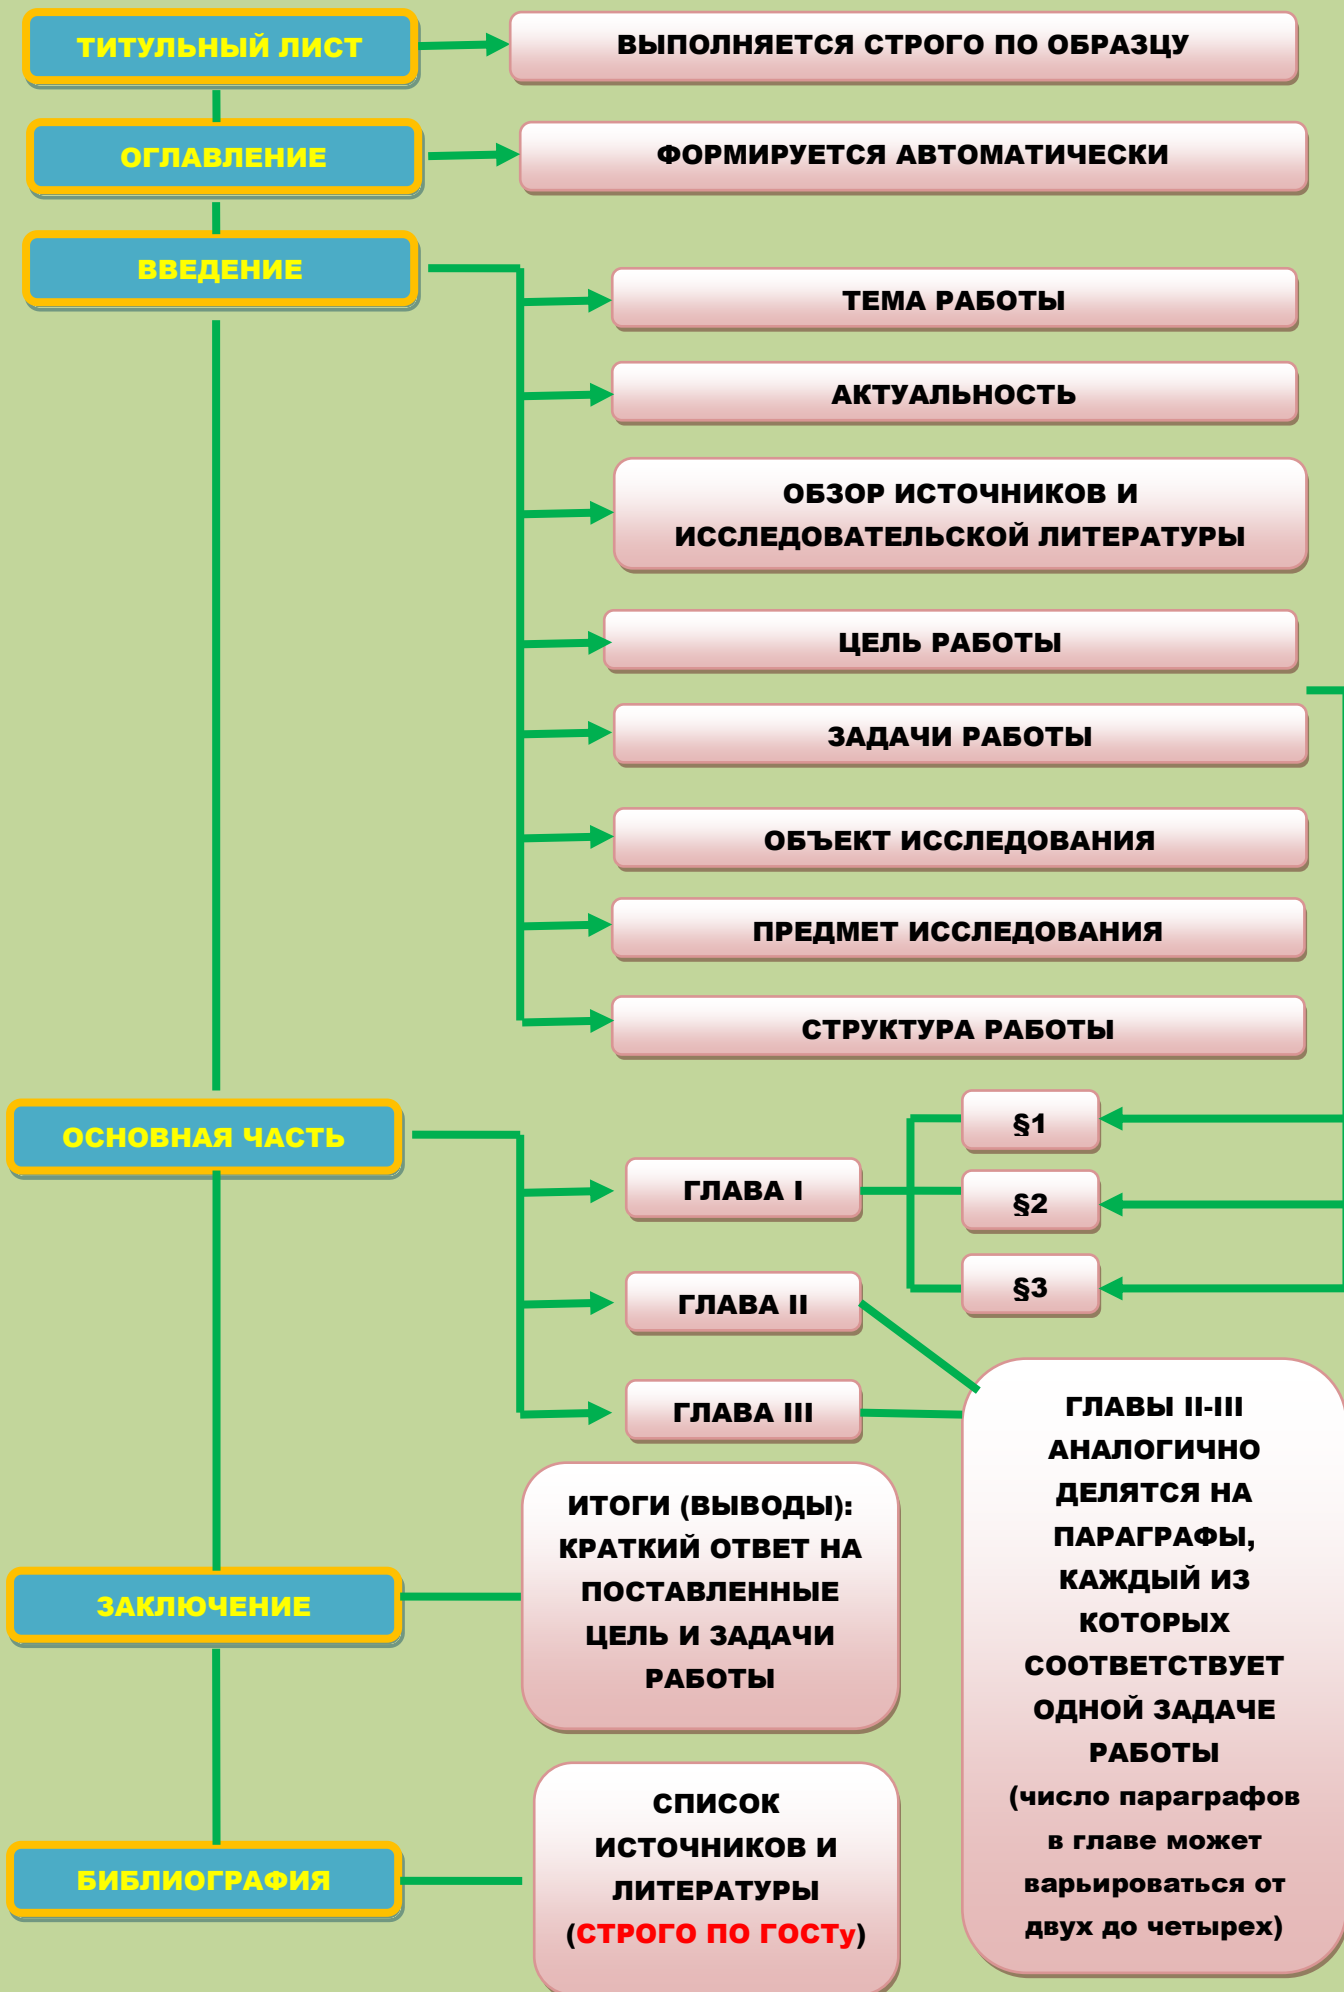 ТИТУЛЬНЫЙ ЛИСТ
ВЫПОЛНЯЕТСЯ СТРОГО ПО ОБРАЗЦУ
ОГЛАВЛЕНИЕ
ФОРМИРУЕТСЯ АВТОМАТИЧЕСКИ
ВВЕДЕНИЕ
ТЕМА РАБОТЫ
АКТУАЛЬНОСТЬ
ОБЗОР ИСТОЧНИКОВ И
ИССЛЕДОВАТЕЛЬСКОЙ ЛИТЕРАТУРЫ
ЦЕЛЬ РАБОТЫ
ЗАДАЧИ РАБОТЫ
ОБЪЕКТ ИССЛЕДОВАНИЯ
ПРЕДМЕТ ИССЛЕДОВАНИЯ
СТРУКТУРА РАБОТЫ
ОСНОВНАЯ ЧАСТЬ
ГЛАВА I
§1
§2
§3
ГЛАВА II
ГЛАВА III
ГЛАВЫ II-III
АНАЛОГИЧНО
ДЕЛЯТСЯ НА
ПАРАГРАФЫ,
КАЖДЫЙ ИЗ
КОТОРЫХ
СООТВЕТСТВУЕТ
ОДНОЙ ЗАДАЧЕ
РАБОТЫ
(число параграфов
в главе может
варьироваться от
двух до четырех)
ЗАКЛЮЧЕНИЕ
ИТОГИ (ВЫВОДЫ):
КРАТКИЙ ОТВЕТ НА
ПОСТАВЛЕННЫЕ
ЦЕЛЬ И ЗАДАЧИ
РАБОТЫ
БИБЛИОГРАФИЯ
СПИСОК
ИСТОЧНИКОВ И
ЛИТЕРАТУРЫ
(СТРОГО ПО ГОСТу)